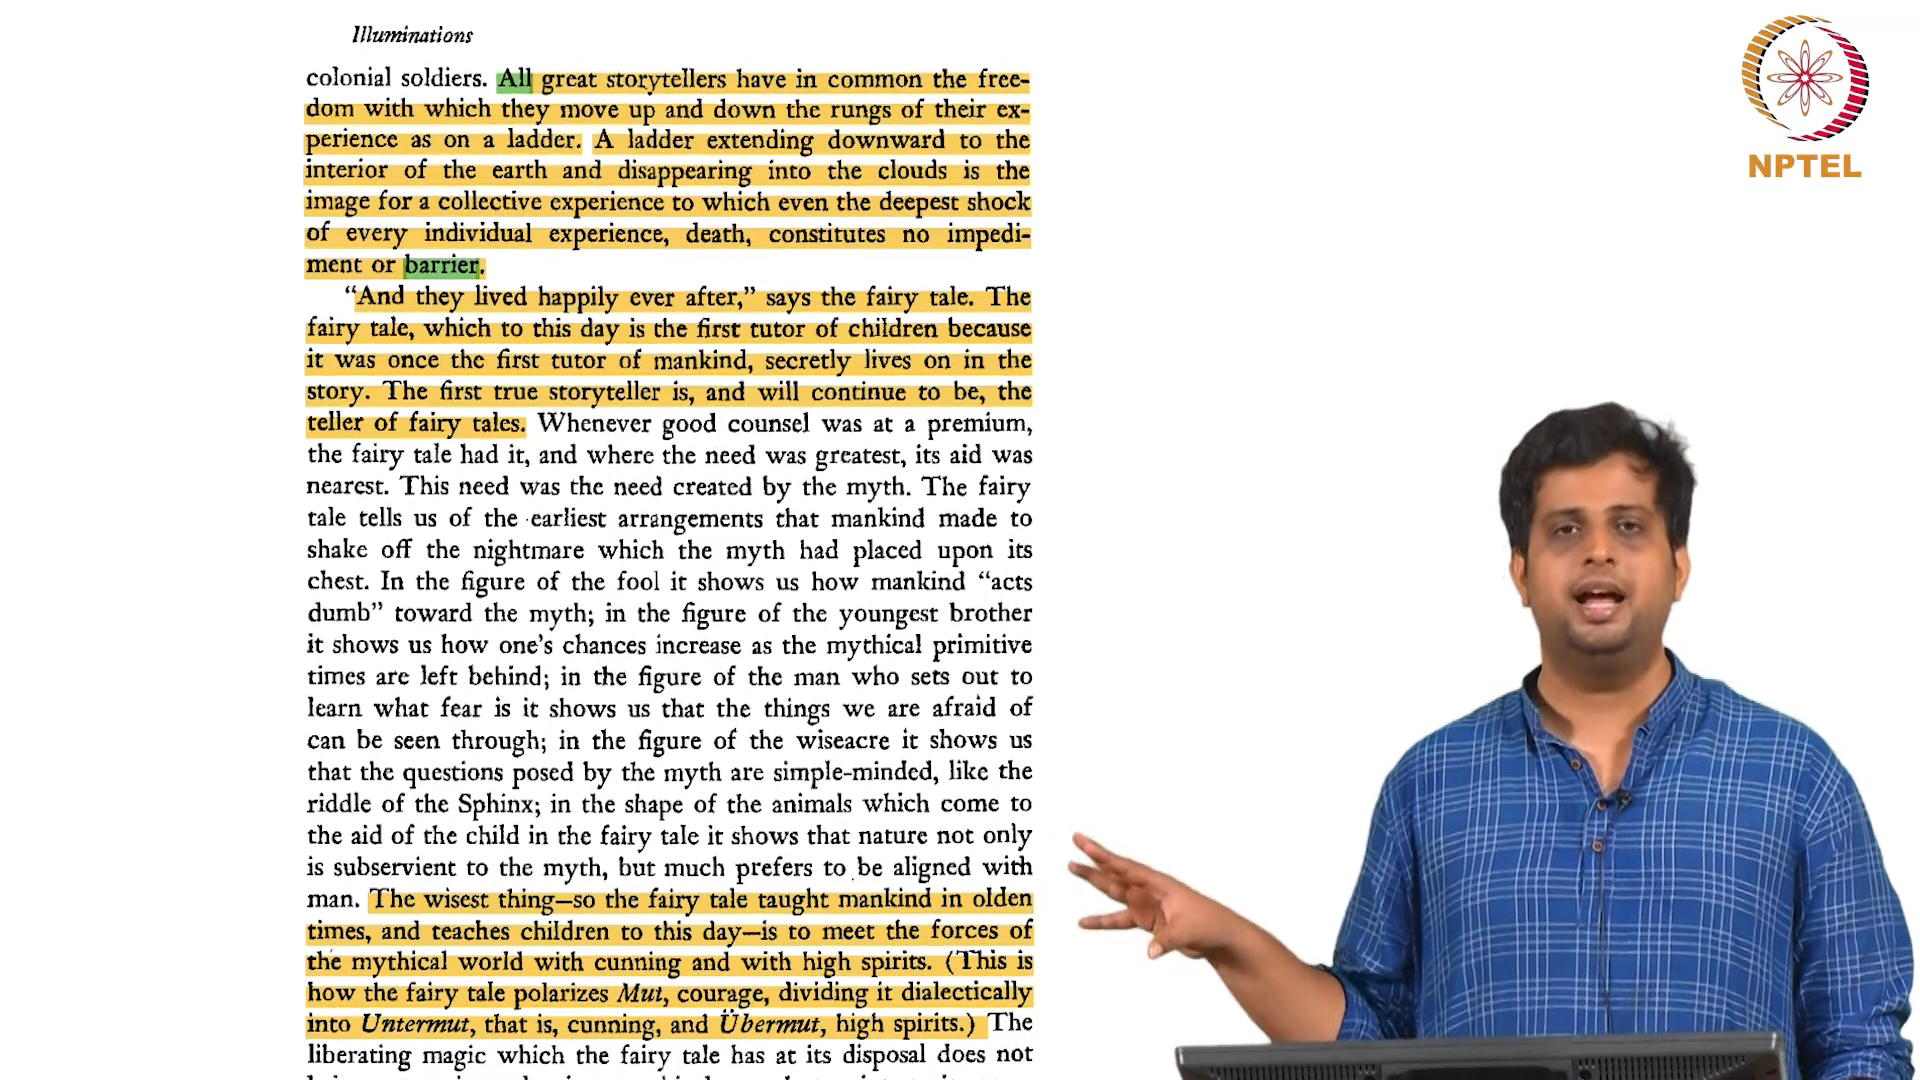 Illuminations
colonial soldiers. All great storytellers have in common the free-
dom with which they move up and down the rungs of their ex-
perience as on a ladder. A ladder extending downward to the
interior of the earth and disappearing into the clouds is the
image for a collective experience to which even the deepest shock
of every individual experience, death, constitutes no impedi-
ment or barrier.
“And they lived happily ever after,” says the fairy tale. The
fairy tale, which to this day is the first tutor of children because
it was once the first tutor of mankind, secretly lives on in the
story. The first true storyteller is, and will continue to be, the
teller of fairy tales. Whenever good counsel was at a premium,
the fairy tale had it, and where the need was greatest, its aid was
nearest. This need was the need created by the myth. The fairy
tale tells us of the earliest arrangements that mankind made to
shake off the nightmare which the myth had placed upon its
chest. In the figure of the fool it shows us how mankind “acts
dumb” toward the myth; in the figure of the youngest brother
it shows us how one’s chances increase as the mythical primitive
times are left behind; in the figure of the man who sets out to
learn what fear is it shows us that the things we are afraid of
can be seen through; in the figure of the wiseacre it shows us
that the questions posed by the myth are simple-minded, like the
riddle of the Sphinx; in the shape of the animals which come to
the aid of the child in the fairy tale it shows that nature not only
is subservient to the myth, but much prefers to be aligned with
man. The wisest thing—so the fairy tale taught mankind in olden
times, and teaches children to this day—is to meet the forces of
the mythical world with cunning and with high spirits. (This is
how the fairy tale polarizes Mut, courage, dividing it dialectically
into Untermut, that is, cunning, and Übermut, high spirits.) The
liberating magic which the fairy tale has at its disposal does not
NPTEL